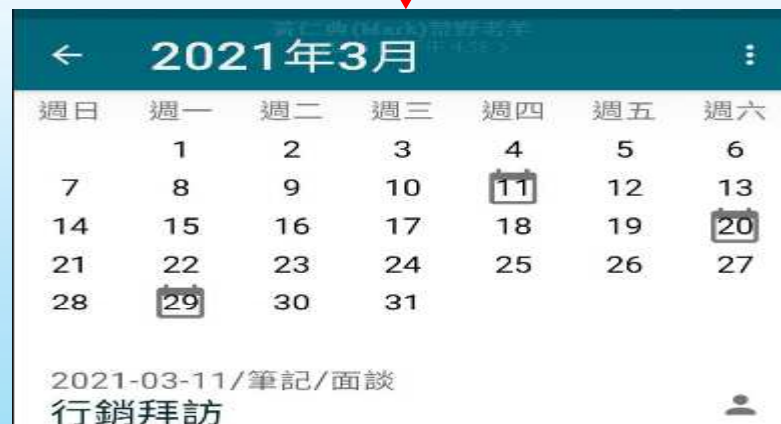 2021年3月
週日 週一 週二 週三 週四 週五 週六
1 2 3 4 5 6
7 8 9 10 11 12 13
14 15 16 17 18 19 20
21 22 23 24 25 26 27
28 29 30 31
2021-03-11/筆記/面談
行銷拜訪